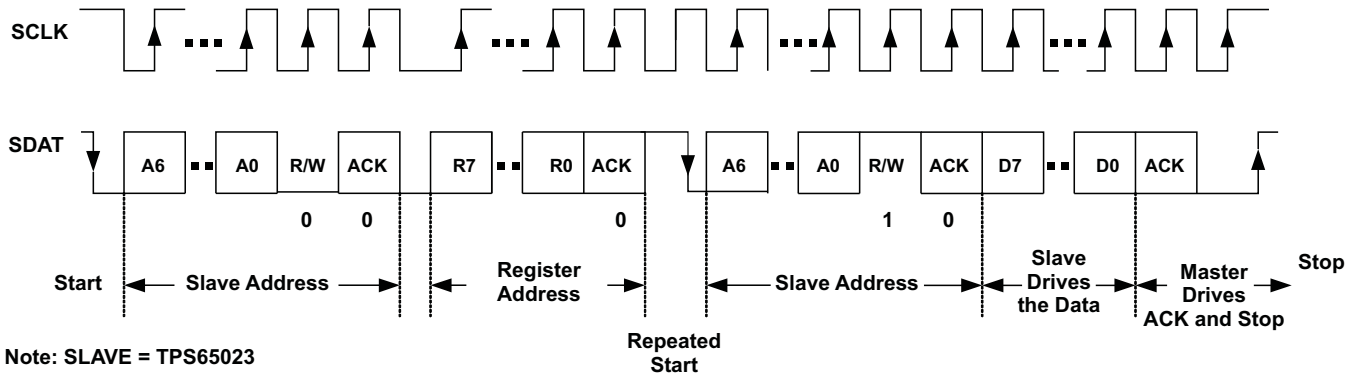 SCLK
SDAT
A6 A0 R/W ACK R7 R0 ACK A6 A0 R/W ACK D7 D0 ACK
0 0 0 1 0
Start
Slave Address
Register
Address
Repeated
Start
Slave Address
Slave
Drives
the Data
Master
Drives
ACK and Stop
Stop
Note: SLAVE = TPS65023